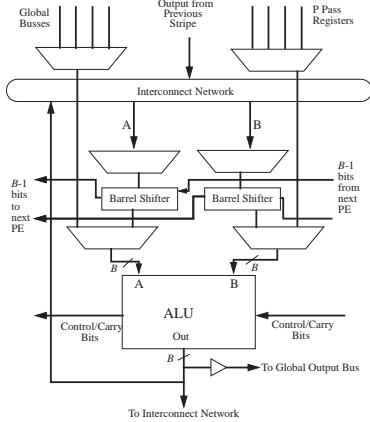 Global
Busses
Output from
Previous
Stripe
P Pass
Registers
Interconnect Network
A
B
B-1
bits
to
next
PE
B-1
bits
from
next
PE
Barrel Shifter
Barrel Shifter
B
B
A
B
ALU
Out
Control/Carry
Bits
Control/Carry
Bits
B
To Global Output Bus
To Interconnect Network